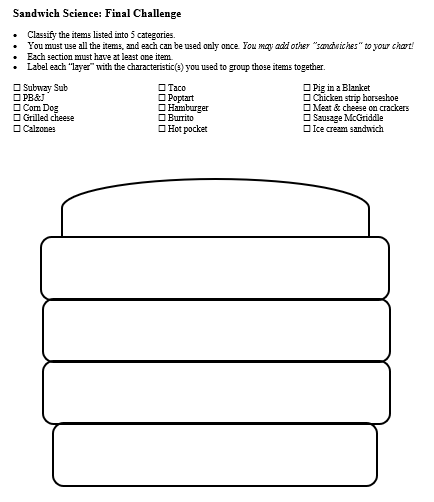 Sandwich Science: Final Challenge
• Classify the items listed into 5 categories.
• You must use all the items, and each can be used only once. You may add other "sandwiches" to your chart!
• Each section must have at least one item.
• Label each "layer" with the characteristic(s) you used to group those items together.
☐ Subway Sub ☐ Taco ☐ Pig in a Blanket
☐ PB&J ☐ Poptart ☐ Chicken strip horseshoe
☐ Corn Dog ☐ Hamburger ☐ Meat & cheese on crackers
☐ Grilled cheese ☐ Burrito ☐ Sausage McGriddle
☐ Calzones ☐ Hot pocket ☐ Ice cream sandwich